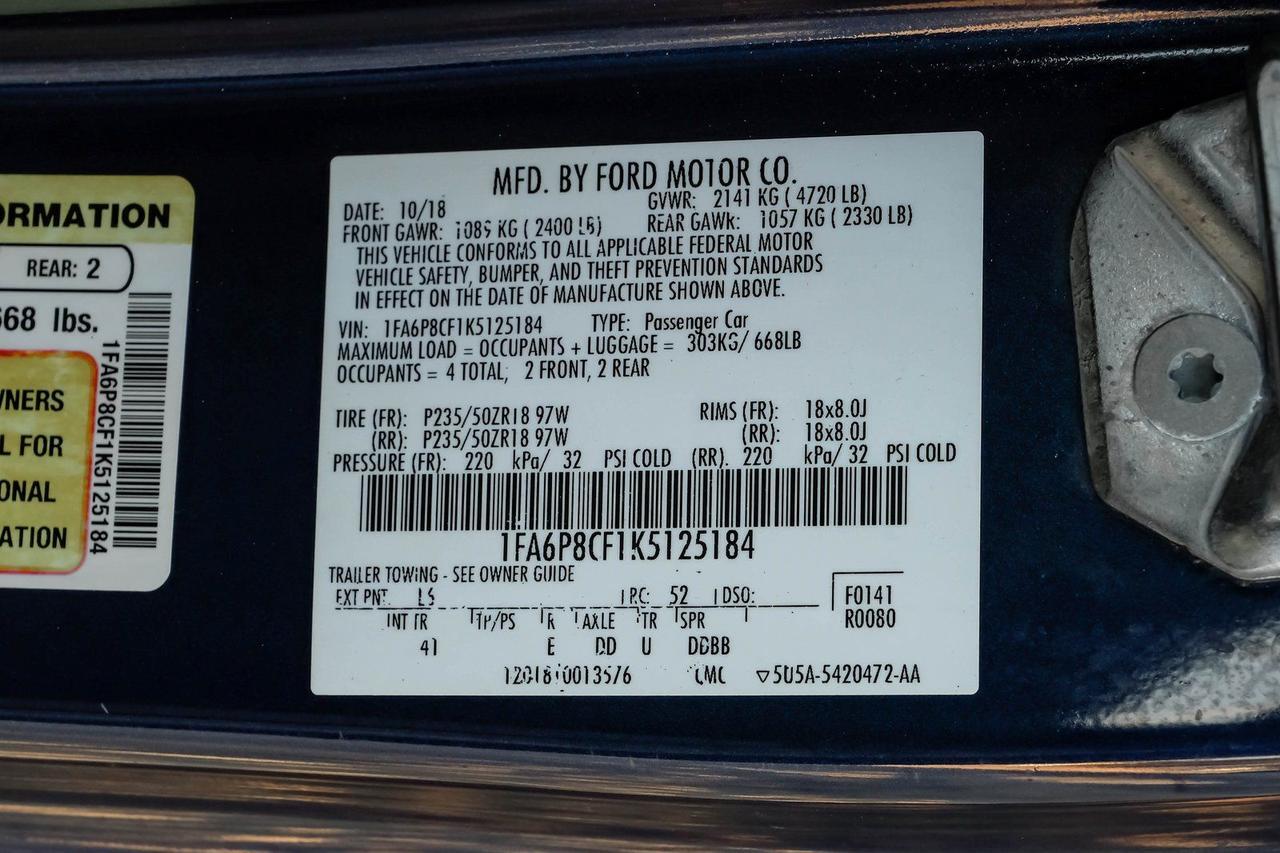 ORMATION
REAR: 2
668 lbs.
WNERS
L FOR
ONAL
ATION
1FA6P8CF1K5125184
MFD. BY FORD MOTOR CO.
DATE: 10/18 GVWR: 2141 KG ( 4720 LB)
FRONT GAWR: 1089 KG ( 2400 LB) REAR GAWR: 1057 KG ( 2330 LB)
THIS VEHICLE CONFORMS TO ALL APPLICABLE FEDERAL MOTOR
VEHICLE SAFETY, BUMPER, AND THEFT PREVENTION STANDARDS
IN EFFECT ON THE DATE OF MANUFACTURE SHOWN ABOVE.
VIN: 1FA6P8CF1K5125184 TYPE: Passenger Car
MAXIMUM LOAD = OCCUPANTS + LUGGAGE = 303KG/ 668LB
OCCUPANTS = 4 TOTAL, 2 FRONT, 2 REAR
TIRE (FR): P235/50ZR18 97W RIMS (FR): 18x8.0J
(RR): P235/50ZR18 97W (RR): 18x8.0J
PRESSURE (FR): 220 kPa/ 32 PSI COLD (RR). 220 kPa/ 32 PSI COLD
1FA6P8CF1K5125184
TRAILER TOWING - SEE OWNER GUIDE
EXT PNT: RC: 52 DSO: F0141
INT TR TP/PS R AXLE TR SPR R0080
41 E DD U DDBB
5U5A-5420472-AA